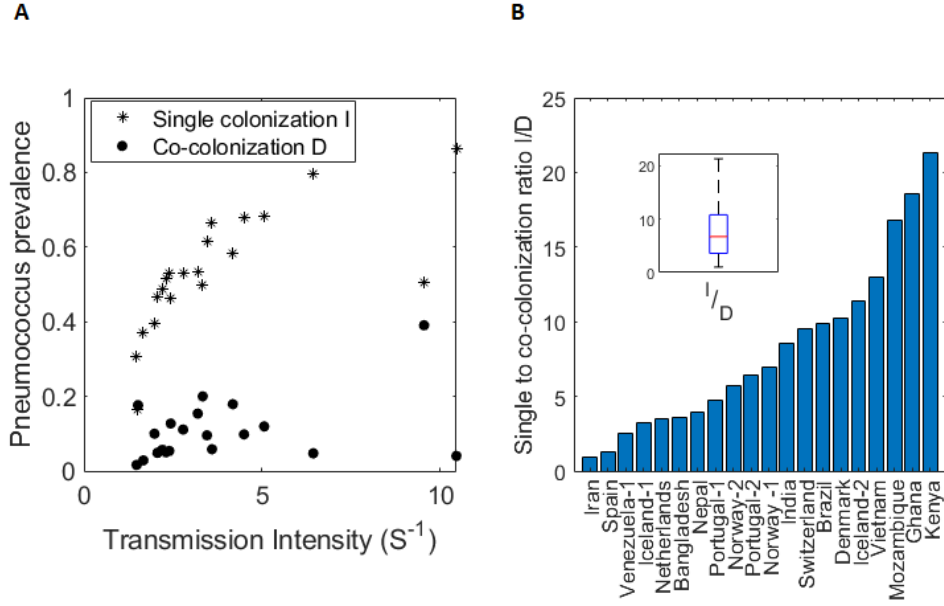 A
B
1
0.8
0.6
0.4
0.2
0
Pneumococcus prevalence
Single colonization I
Co-colonization D
0
5
10
Transmission Intensity (S⁻¹)
25
20
15
10
5
0
Single to co-colonization ratio I/D
20
10
0
I/D
Iran
Spain
Venezuela-1
Iceland-1
Netherlands
Bangladesh
Nepal
Portugal-1
Norway-2
Portugal-2
Norway -1
India
Switzerland
Brazil
Denmark
Iceland-2
Vietnam
Mozambique
Ghana
Kenya